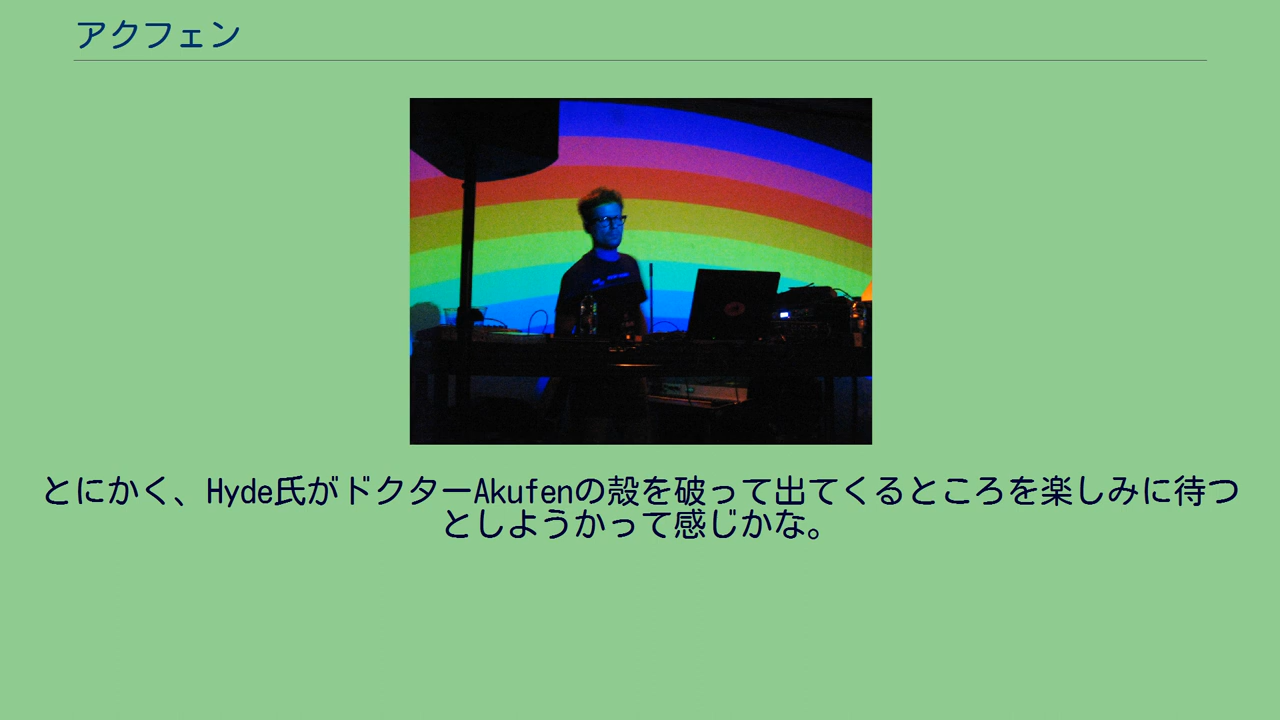 アクフェン
とにかく、Hyde氏がドクターAkufenの殻を破って出てくるところを楽しみに待つ
としようかって感じかな。